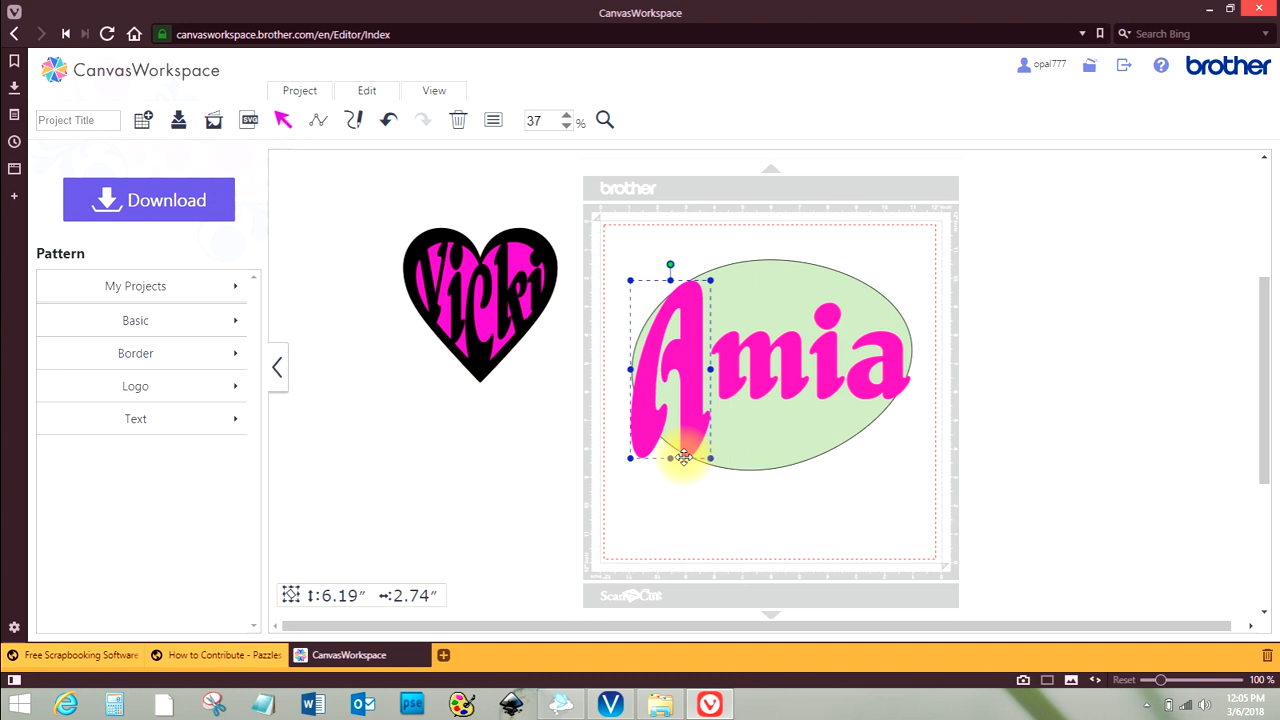 CanvasWorkspace
canvasworkspace.brother.com/en/Editor/Index
Search Bing
CanvasWorkspace
opal777
brother
Project
Edit
View
Project Title
SVG
37
%
Download
Pattern
My Projects
Basic
Border
Logo
Text
Vicki
brother
Amia
↕:6.19″ ↔:2.74″
Free Scrapbooking Software
How to Contribute - Pazzles
CanvasWorkspace
Reset
100 %
pse
12:05 PM
3/6/2018